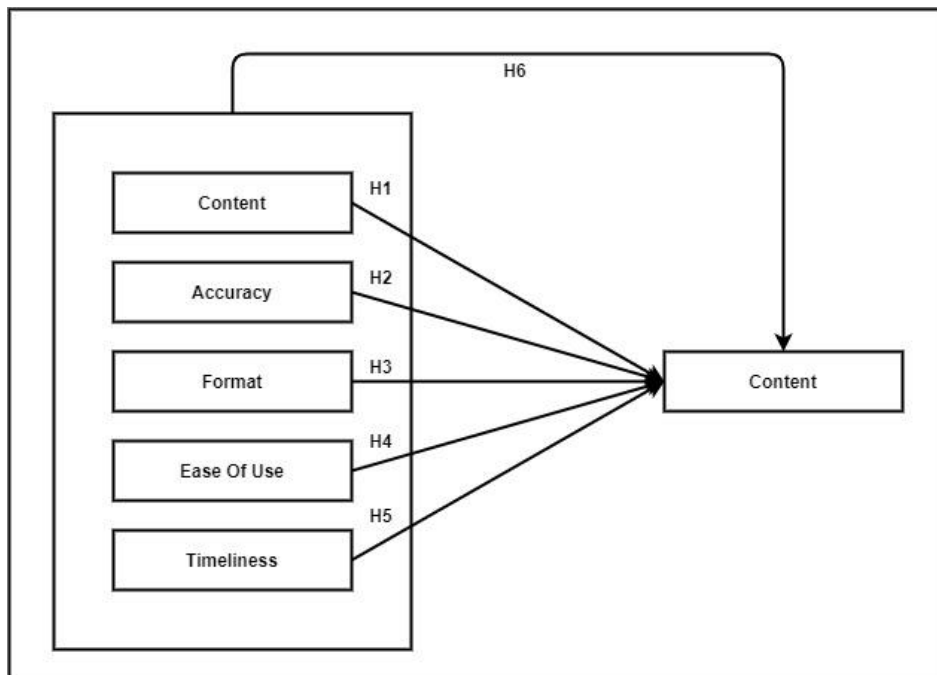 H6
Content
H1
Accuracy
H2
Format
H3
Ease Of Use
H4
Timeliness
H5
Content